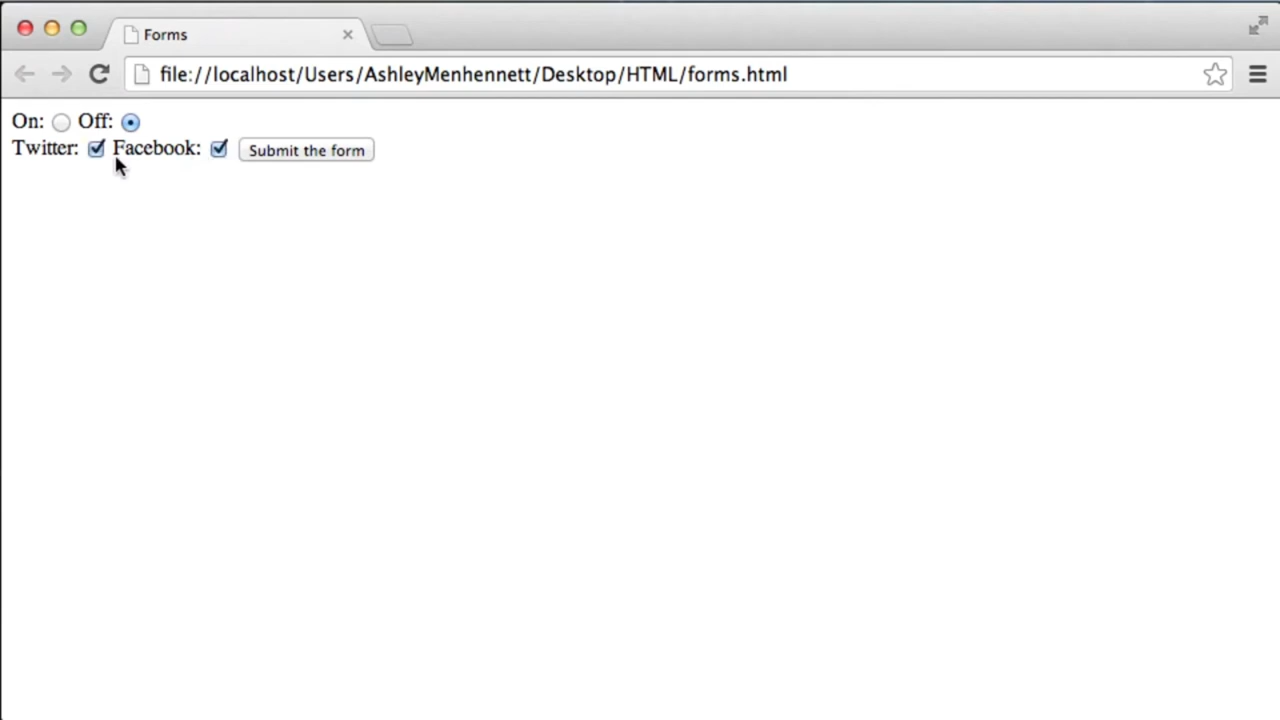 Forms
file://localhost/Users/AshleyMenhennett/Desktop/HTML/forms.html
On: Off:
Twitter: Facebook: Submit the form